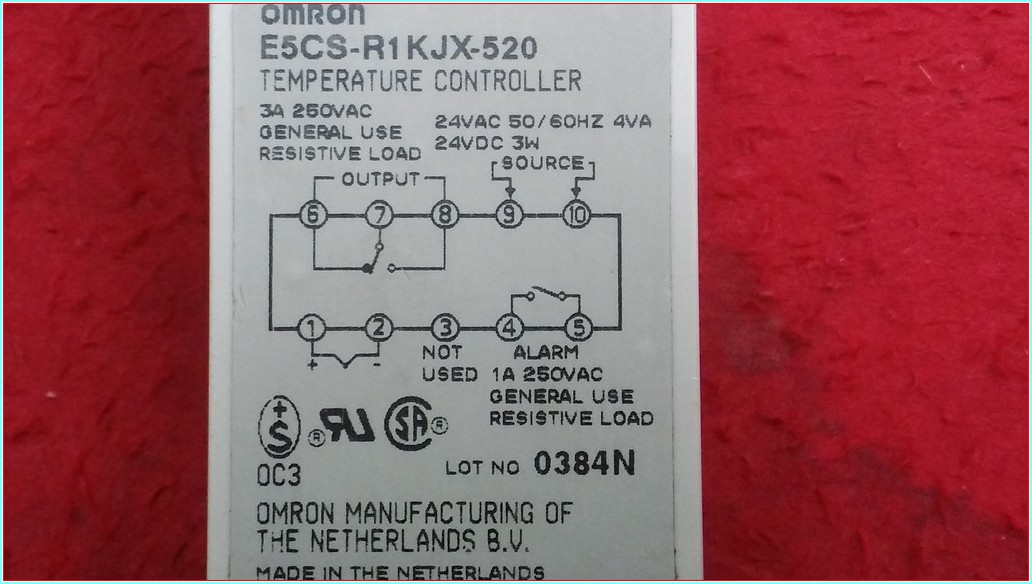 OMRON
E5CS-R1KJX-520
TEMPERATURE CONTROLLER
3A 250VAC
GENERAL USE
RESISTIVE LOAD
24VAC 50/60HZ 4VA
24VDC 3W
SOURCE
OUTPUT
6 7 8 9 10
1 2 3 4 5
+ -
NOT
USED
ALARM
1A 250VAC
GENERAL USE
RESISTIVE LOAD
+S ® RU SA ®
OC3
LOT NO 0384N
OMRON MANUFACTURING OF
THE NETHERLANDS B.V.
MADE IN THE NETHERLANDS